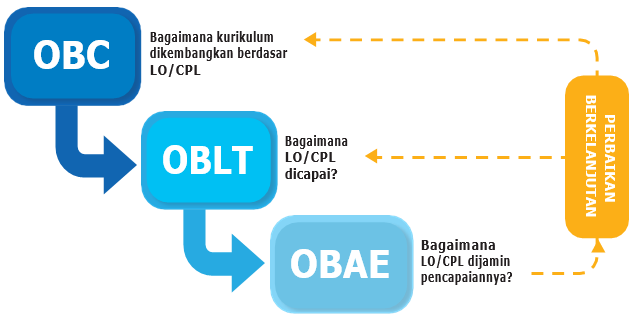 OBC
Bagaimana kurikulum
dikembangkan berdasar
LO/CPL
OBLT
Bagaimana
LO/CPL
dicapai?
OBAE
Bagaimana
LO/CPL dijamin
pencapaiannya?
PERBATKAN
BERKELANJUTAN